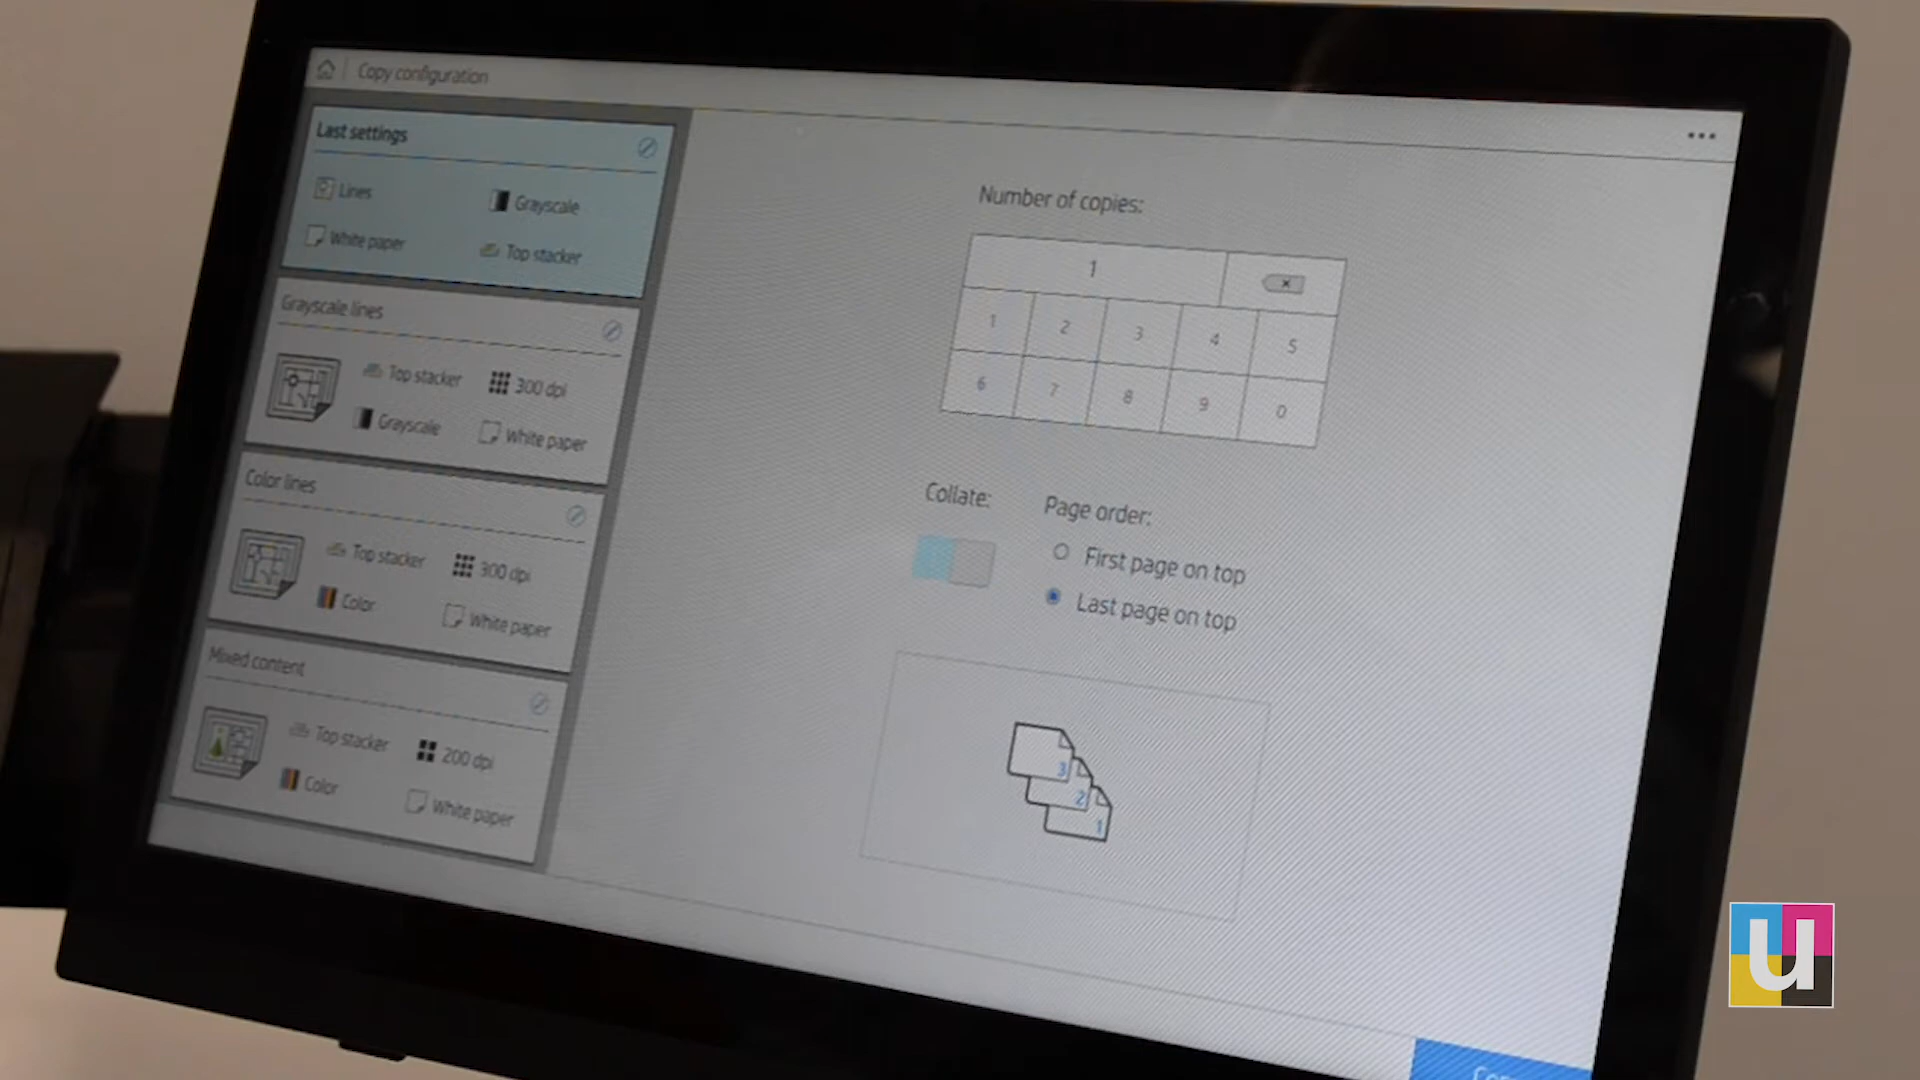 Copy configuration
Last settings
Lines
Grayscale
White paper
Top stacker
Grayscale lines
Top stacker
300 dpi
Grayscale
White paper
Color lines
Top stacker
300 dpi
Color
White paper
Mixed content
Top stacker
200 dpi
Color
White paper
Number of copies:
1
1 2 3 4 5
6 7 8 9 0
Collate:
Page order:
First page on top
Last page on top
3
2
1
u